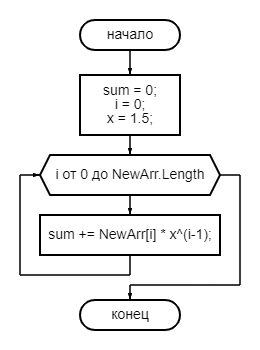 начало
sum = 0;
i = 0;
x = 1.5;
i от 0 до NewArr.Length
sum += NewArr[i] * x^(i-1);
конец